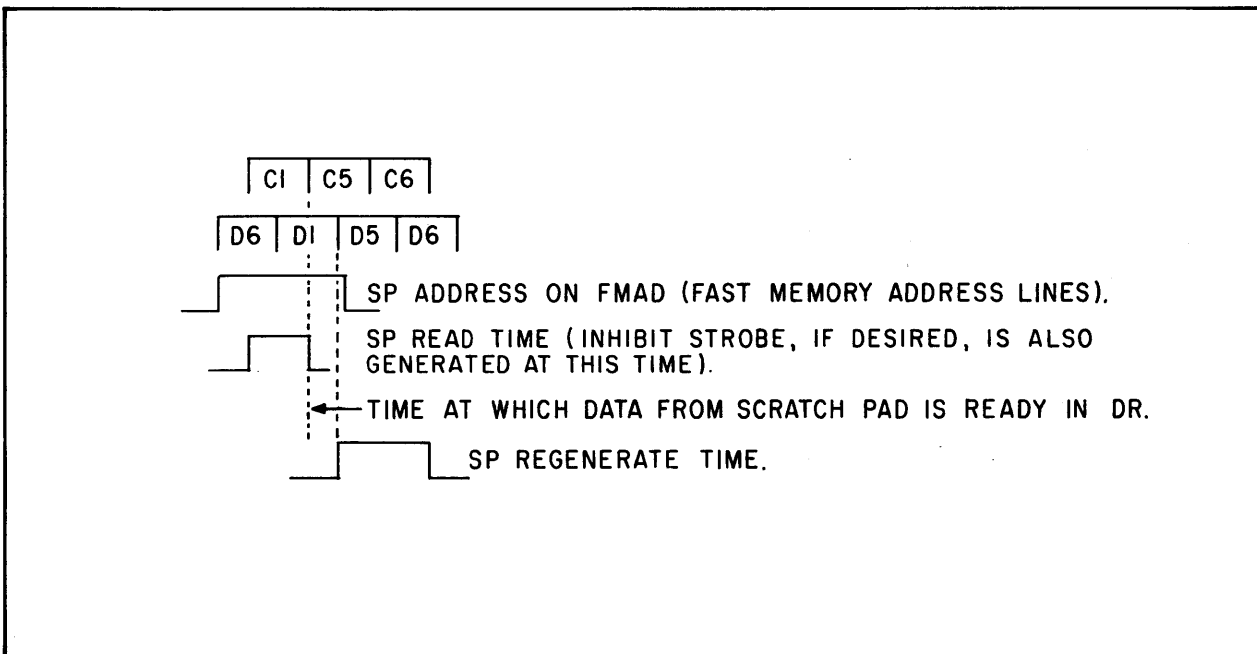 C1 C5 C6
D6 D1 D5 D6
SP ADDRESS ON FMAD (FAST MEMORY ADDRESS LINES).
SP READ TIME (INHIBIT STROBE, IF DESIRED, IS ALSO
GENERATED AT THIS TIME).
TIME AT WHICH DATA FROM SCRATCH PAD IS READY IN DR.
SP REGENERATE TIME.